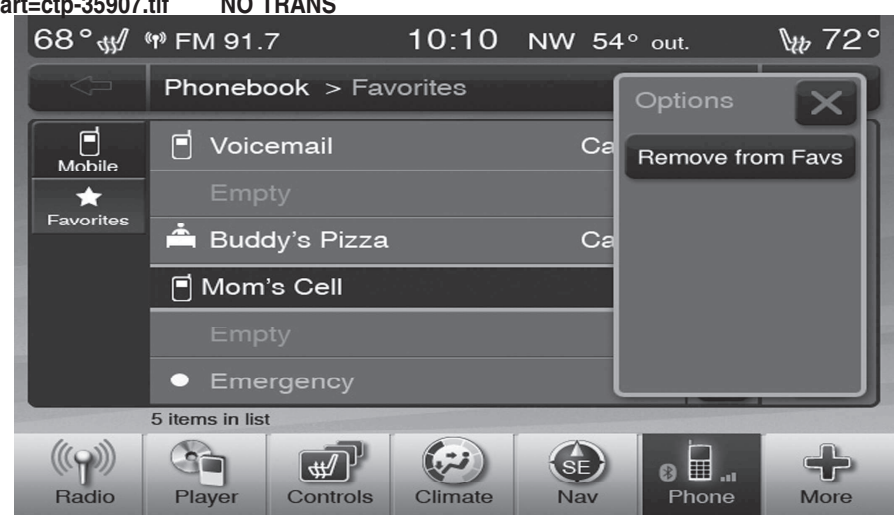 art=ctp-35907.tif NO TRANS
68° FM 91.7 10:10 NW 54° out. 72°
Phonebook > Favorites
Options
Mobile
Voicemail Ca
Remove from Favs
Empty
Favorites
Buddy's Pizza Ca
Mom's Cell
Empty
Emergency
5 items in list
SE
Radio Player Controls Climate Nav Phone More